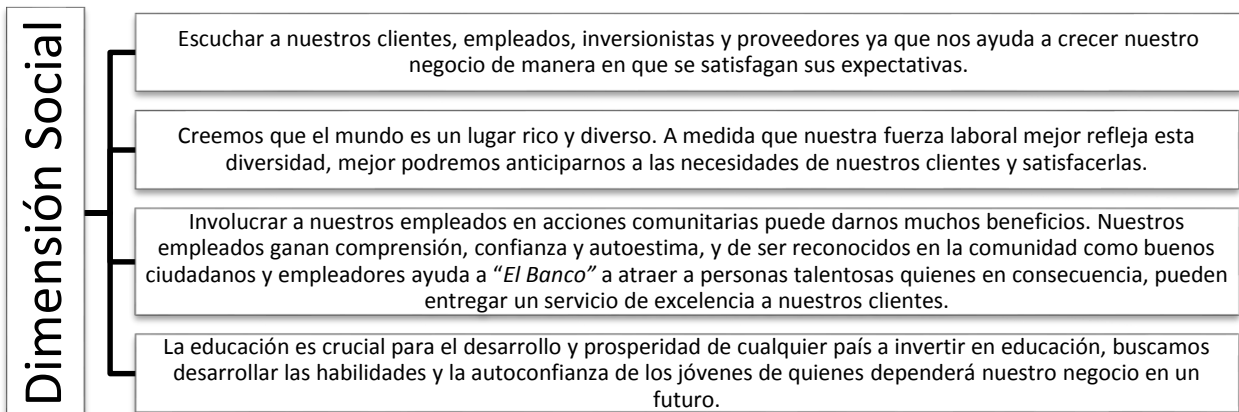 Dimensión Social
Escuchar a nuestros clientes, empleados, inversionistas y proveedores ya que nos ayuda a crecer nuestro
negocio de manera en que se satisfagan sus expectativas.
Creemos que el mundo es un lugar rico y diverso. A medida que nuestra fuerza laboral mejor refleja esta
diversidad, mejor podremos anticiparnos a las necesidades de nuestros clientes y satisfacerlas.
Involucrar a nuestros empleados en acciones comunitarias puede darnos muchos beneficios. Nuestros
empleados ganan comprensión, confianza y autoestima, y de ser reconocidos en la comunidad como buenos
ciudadanos y empleadores ayuda a “El Banco” a atraer a personas talentosas quienes en consecuencia, pueden
entregar un servicio de excelencia a nuestros clientes.
La educación es crucial para el desarrollo y prosperidad de cualquier país a invertir en educación, buscamos
desarrollar las habilidades y la autoconfianza de los jóvenes de quienes dependerá nuestro negocio en un
futuro.